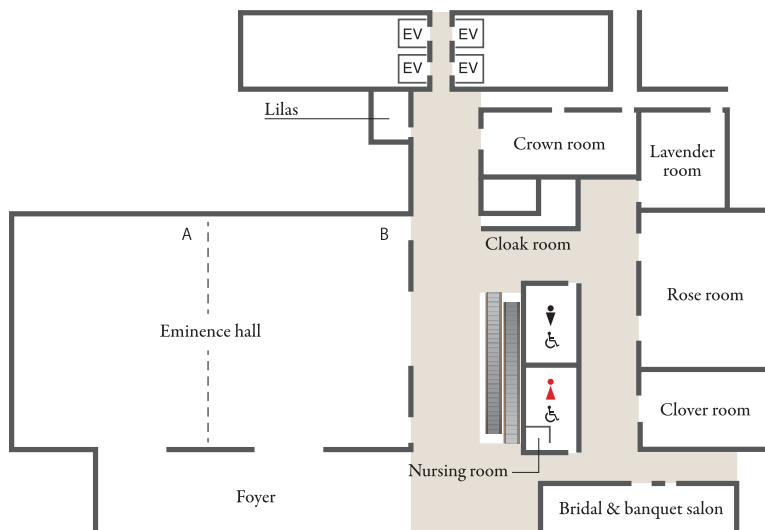 EV
EV
EV
EV
Lilas
Crown room
Lavender
room
A
B
Cloak room
Rose room
Eminence hall
Clover room
Nursing room
Foyer
Bridal & banquet salon